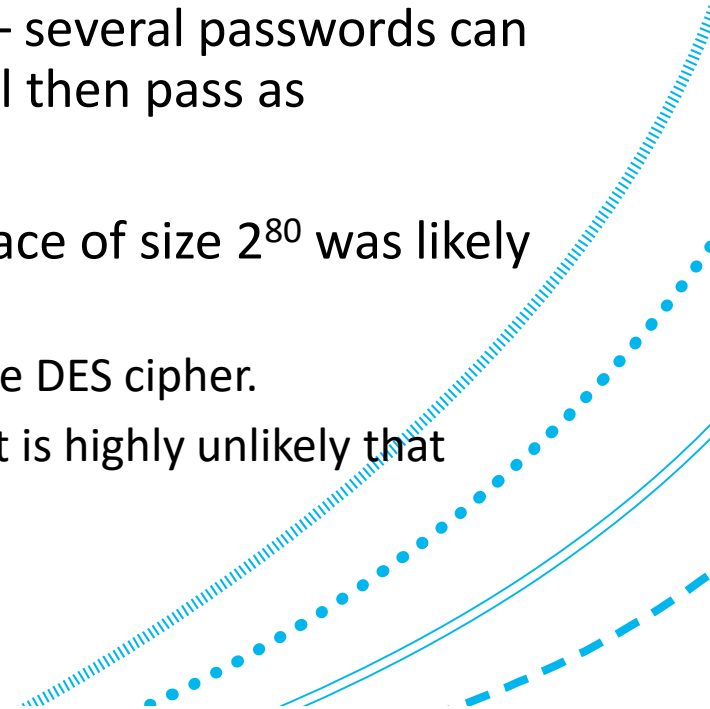 – several passwords can
l then pass as
ace of size 2⁸⁰ was likely
e DES cipher.
t is highly unlikely that